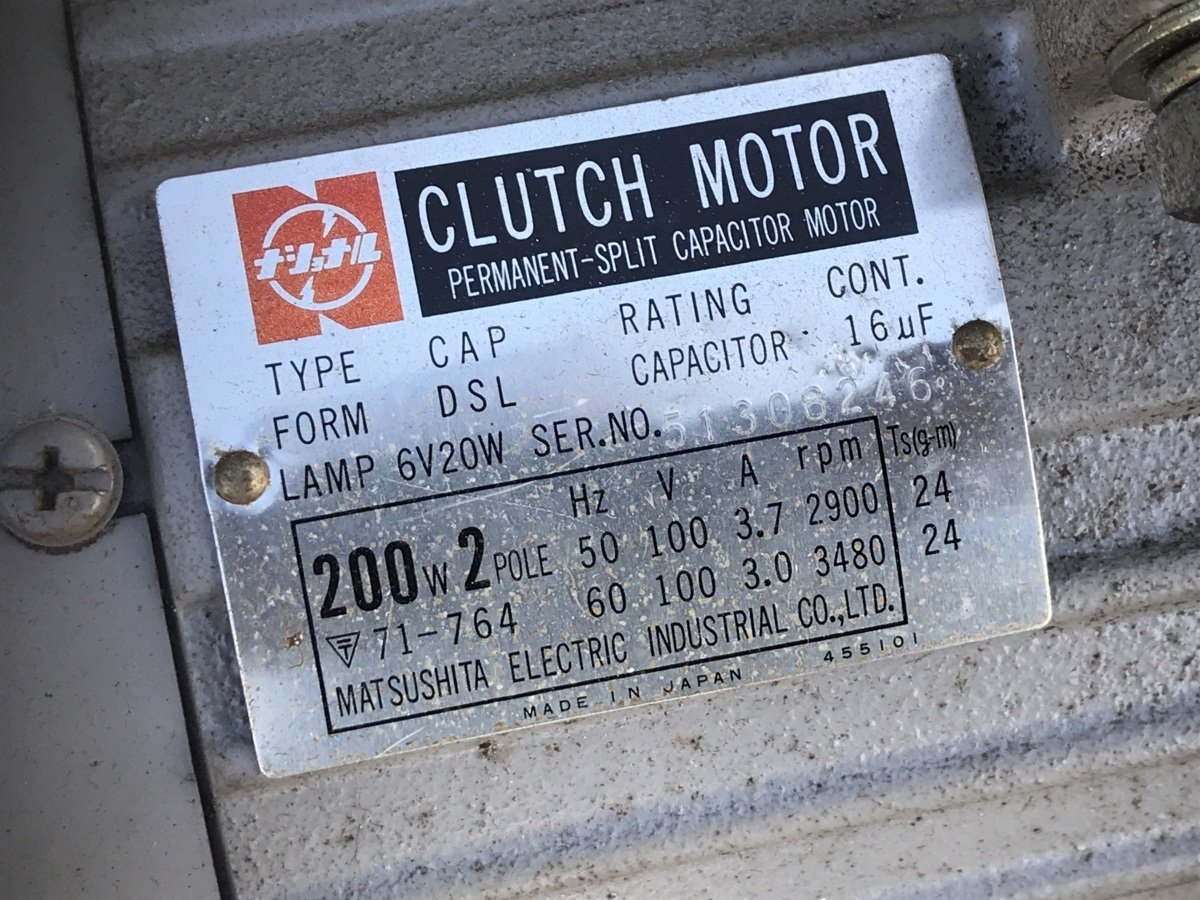 ナショナル
CLUTCH MOTOR
PERMANENT-SPLIT CAPACITOR MOTOR
TYPE CAP RATING CONT.
FORM DSL CAPACITOR 16μF
LAMP 6V20W SER.NO. 51306246
Hz V A rpm Ts(g-m)
200W 2 POLE 50 100 3.7 2900 24
60 100 3.0 3480 24
〒 71-764
MATSUSHITA ELECTRIC INDUSTRIAL CO.,LTD.
MADE IN JAPAN 455101